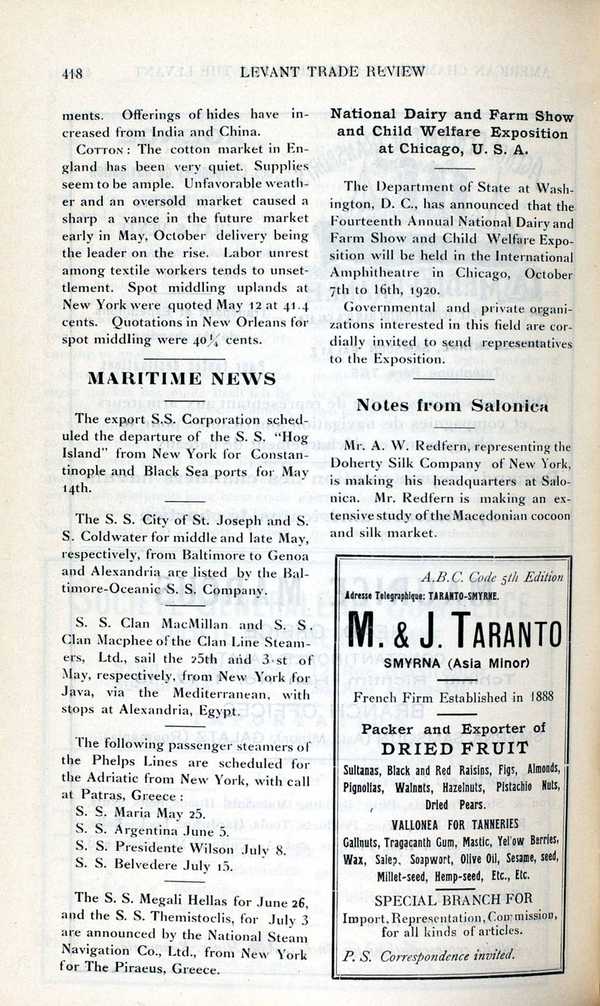 418
LEVANT TRADE REVIEW
ments. Offerings of hides have in-
creased from India and China.
COTTON : The cotton market in En-
gland has been very quiet. Supplies
seem to be ample. Unfavorable weath-
er and an oversold market caused a
sharp a vance in the future market
early in May, October delivery being
the leader on the rise. Labor unrest
among textile workers tends to unset-
tlement. Spot middling uplands at
New York were quoted May 12 at 41.4
cents. Quotations in New Orleans for
spot middling were 40¼ cents.
MARITIME NEWS
The export S.S. Corporation sched-
uled the departure of the S. S. "Hog
Island" from New York for Constan-
tinople and Black Sea ports for May
14th.
The S. S. City of St. Joseph and S.
S. Coldwater for middle and late May,
respectively, from Baltimore to Genoa
and Alexandria are listed by the Bal-
timore-Oceanic S. S. Company.
S. S. Clan MacMillan and S. S.
Clan Macphee of the Clan Line Steam-
ers, Ltd., sail the 25th and 3·st of
May, respectively, from New York for
Java, via the Mediterranean, with
stops at Alexandria, Egypt.
The following passenger steamers of
the Phelps Lines are scheduled for
the Adriatic from New York, with call
at Patras, Greece :
S. S. Maria May 25.
S. S. Argentina June 5.
S. S. Presidente Wilson July 8.
S. S. Belvedere July 15.
The S. S. Megali Hellas for June 26,
and the S. S. Themistoclis, for July 3
are announced by the National Steam
Navigation Co., Ltd., from New York
for The Piraeus, Greece.
National Dairy and Farm Show
and Child Welfare Exposition
at Chicago, U. S. A.
The Department of State at Wash-
ington, D. C., has announced that the
Fourteenth Annual National Dairy and
Farm Show and Child Welfare Expo-
sition will be held in the International
Amphitheatre in Chicago, October
7th to 16th, 1920.
Governmental and private organi-
zations interested in this field are cor-
dially invited to send representatives
to the Exposition.
Notes from Salonica
Mr. A. W. Redfern, representing the
Doherty Silk Company of New York,
is making his headquarters at Salo-
nica. Mr. Redfern is making an ex-
tensive study of the Macedonian cocoon
and silk market.
A.B.C. Code 5th Edition
Adresse Telegraphique: TARANTO-SMYRNE.
M. & J. TARANTO
SMYRNA (Asia Minor)
French Firm Established in 1888
Packer and Exporter of
DRIED FRUIT
Sultanas, Black and Red Raisins, Figs, Almonds,
Pignolias, Walnuts, Hazelnuts, Pistachio Nuts,
Dried Pears.
VALLONEA FOR TANNERIES
Gallnuts, Tragacanth Gum, Mastic, Yel'ow Berries,
Wax, Salep, Soapwort, Olive Oil, Sesame, seed,
Millet-seed, Hemp-seed, Etc., Etc.
SPECIAL BRANCH FOR
Import, Representation, Commission,
for all kinds of articles.
P. S. Correspondence invited.